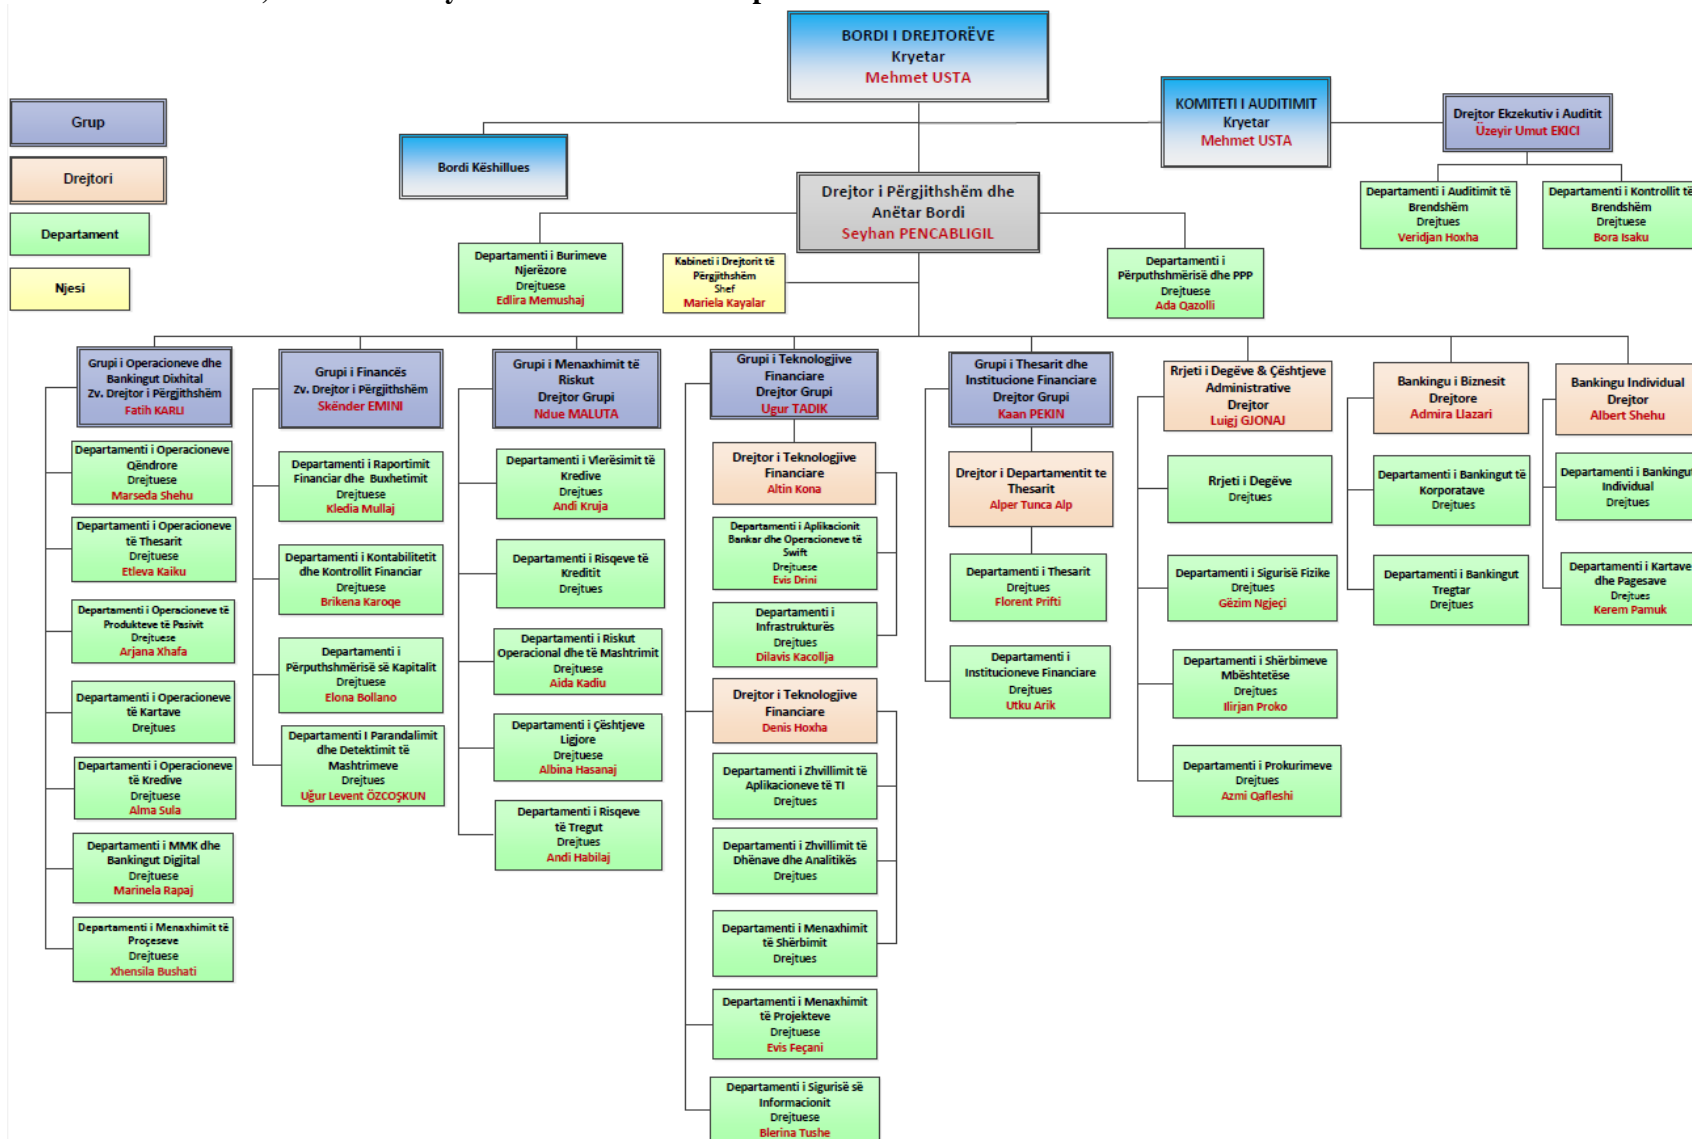 BORDI I DREJTORËVE
Kryetar
Mehmet USTA
KOMITETI I AUDITIMIT
Kryetar
Mehmet USTA
Drejtor Ekzekutiv i Auditit
Üzeyir Umut EKICI
Grup
Drejtori
Departament
Njesi
Bordi Këshillues
Drejtor i Përgjithshëm dhe
Anëtar Bordi
Seyhan PENCABLIGIL
Departamenti i Auditimit të
Brendshëm
Drejtues
Veridjan Hoxha
Departamenti i Kontrollit të
Brendshëm
Drejtuese
Bora Isaku
Departamenti i Burimeve
Njerëzore
Drejtuese
Edlira Memushaj
Kabineti i Drejtorit të
Përgjithshëm
Shef
Mariela Kayalar
Departamenti i
Përputhshmërisë dhe PPP
Drejtuese
Ada Qazolli
Grupi i Operacioneve dhe
Bankingut Dixhital
Zv. Drejtor i Përgjithshëm
Fatih KARLI
Departamenti i Operacioneve
Qëndrore
Drejtuese
Marseda Shehu
Departamenti i Operacioneve
të Thesarit
Drejtuese
Etleva Kaiku
Departamenti i Operacioneve të
Produkteve të Pasivit
Drejtuese
Arjana Xhafa
Departamenti i Operacioneve
të Kartave
Drejtues
Departamenti i Operacioneve
të Kredive
Drejtuese
Alma Sula
Departamenti i MMK dhe
Bankingut Digjital
Drejtuese
Marinela Rapaj
Departamenti i Menaxhimit të
Proçeseve
Drejtuese
Xhensila Bushati
Grupi i Financës
Zv. Drejtor i Përgjithshëm
Skënder EMINI
Departamenti i Raportimit
Financiar dhe Buxhetimit
Drejtuese
Kledia Mullaj
Departamenti i Kontabilitetit
dhe Kontrollit Financiar
Drejtuese
Brikena Karoqe
Departamenti i
Përputhshmërisë së Kapitalit
Drejtuese
Elona Bollano
Departamenti I Parandalimit
dhe Detektimit të
Mashtrimeve
Drejtues
Uğur Levent ÖZCOŞKUN
Grupi i Menaxhimit të
Riskut
Drejtor Grupi
Ndue MALUTA
Departamenti i Vlerësimit të
Kredive
Drejtues
Andi Kruja
Departamenti i Risqeve të
Kreditit
Drejtues
Departamenti i Riskut
Operacional dhe të Mashtrimit
Drejtuese
Aida Kadiu
Departamenti i Çështjeve
Ligjore
Drejtuese
Albina Hasanaj
Departamenti i Risqeve
të Tregut
Drejtues
Andi Habilaj
Grupi i Teknologjive
Financiare
Drejtor Grupi
Ugur TADIK
Drejtor i Teknologjive
Financiare
Altin Kona
Departamenti i Aplikacionit
Bankar dhe Operacioneve të
Swift
Drejtuese
Evis Drini
Departamenti i
Infrastrukturës
Drejtues
Dilavis Kacollja
Drejtor i Teknologjive
Financiare
Denis Hoxha
Departamenti i Zhvillimit të
Aplikacioneve të TI
Drejtues
Departamenti i Zhvillimit të
Dhënave dhe Analitikës
Drejtues
Departamenti i Menaxhimit
të Shërbimit
Drejtues
Departamenti i Menaxhimit
të Projekteve
Drejtuese
Evis Feçani
Departamenti i Sigurisë së
Informacionit
Drejtuese
Blerina Tushe
Grupi i Thesarit dhe
Institucione Financiare
Drejtor Grupi
Kaan PEKIN
Drejtor i Departamentit te
Thesarit
Alper Tunca Alp
Departamenti i Thesarit
Drejtues
Florent Prifti
Departamenti i
Institucioneve Financiare
Drejtues
Utku Arik
Rrjeti i Degëve & Çështjeve
Administrative
Drejtor
Luigj GJONAJ
Rrjeti i Degëve
Drejtues
Departamenti i Sigurisë Fizike
Drejtues
Gëzim Ngjeçi
Departamenti i Shërbimeve
Mbështetëse
Drejtues
Ilirjan Proko
Departamenti i Prokurimeve
Drejtues
Azmi Qafleshi
Bankingu i Biznesit
Drejtore
Admira Llazari
Departamenti i Bankingut të
Korporatave
Drejtues
Departamenti i Bankingut
Tregtar
Drejtues
Bankingu Individual
Drejtor
Albert Shehu
Departamenti i Bankingut
Individual
Drejtues
Departamenti i Kartave
dhe Pagesave
Drejtues
Kerem Pamuk